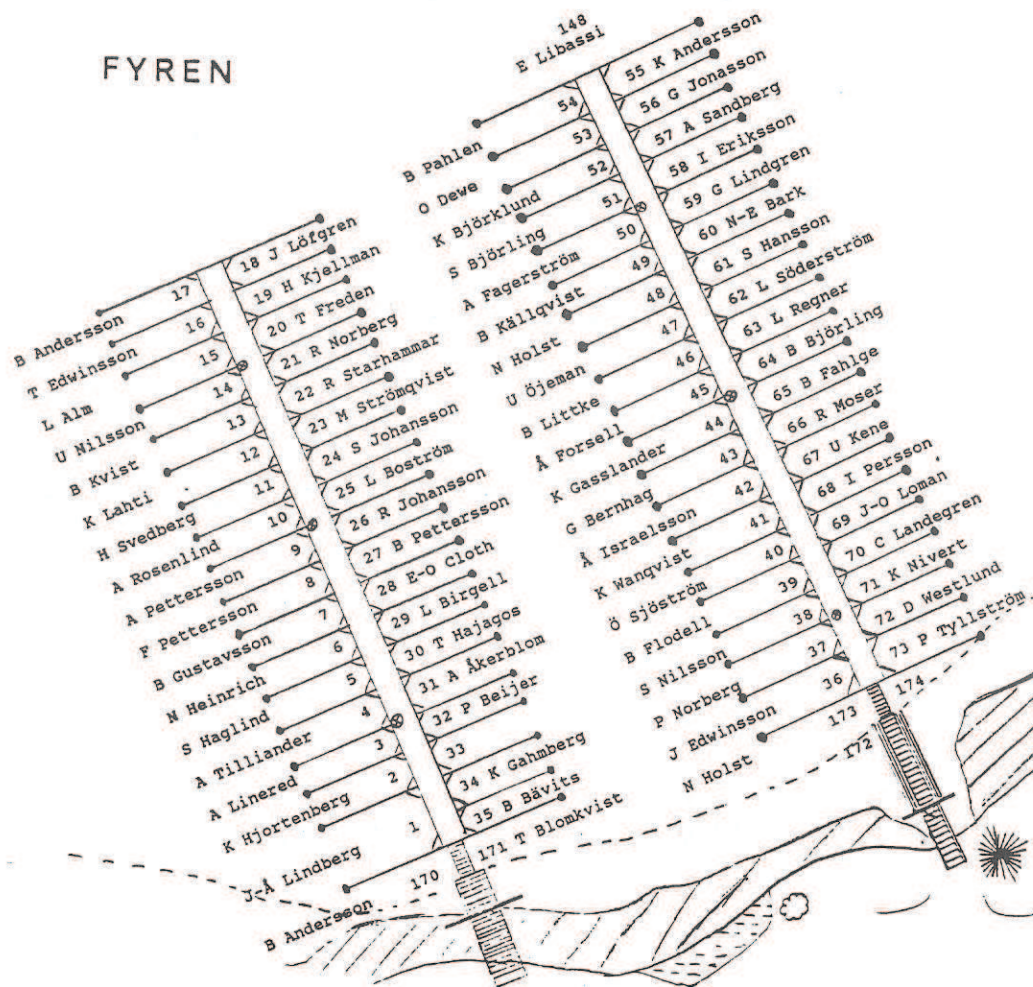 FYREN
B Andersson 17
T Edwinsson 16
L Alm 15
U Nilsson 14
B Kvist 13
K Lahti 12
H Svedberg 11
A Rosenlind 10
A Pettersson 9
F Pettersson 8
B Gustavsson 7
N Heinrich 6
S Haglind 5
A Tilliander 4
A Linered 3
K Hjortenberg 2
J-Å Lindberg 1
B Andersson 170
18 J Löfgren
19 H Kjellman
20 T Freden
21 R Norberg
22 R Starhammar
23 M Strömqvist
24 S Johansson
25 L Boström
26 R Johansson
27 B Pettersson
28 E-O Cloth
29 L Birgell
30 T Hajagos
31 A Åkerblom
32 P Beijer
33
34 K Gahmberg
35 B Bävits
171 T Blomkvist
148
E Libassi
B Pahlen 54
O Dewe 53
K Björklund 52
S Björling 51
A Fagerström 50
B Källqvist 49
N Holst 48
U Öjeman 47
B Littke 46
Å Forsell 45
K Gasslander 44
G Bernhag 43
Å Israelsson 42
K Wanqvist 41
Ö Sjöström 40
B Flodell 39
S Nilsson 38
P Norberg 37
J Edwinsson 36
N Holst 173
172
55 K Andersson
56 G Jonasson
57 A Sandberg
58 I Eriksson
59 G Lindgren
60 N-E Bark
61 S Hansson
62 L Söderström
63 L Regner
64 B Björling
65 B Fahlge
66 R Moser
67 U Kene
68 I Persson
69 J-O Loman
70 C Landegren
71 K Nivert
72 D Westlund
73 P Tyllström
174